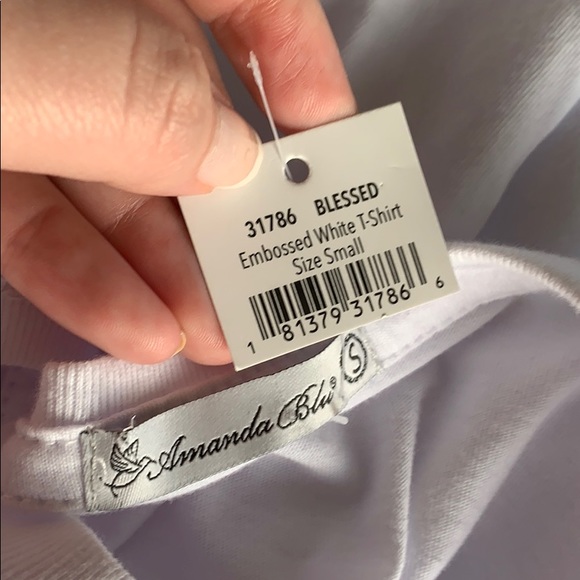 31786 BLESSED
Embossed White T-Shirt
Size Small
1 81379 31786 6
Amanda Blu® S